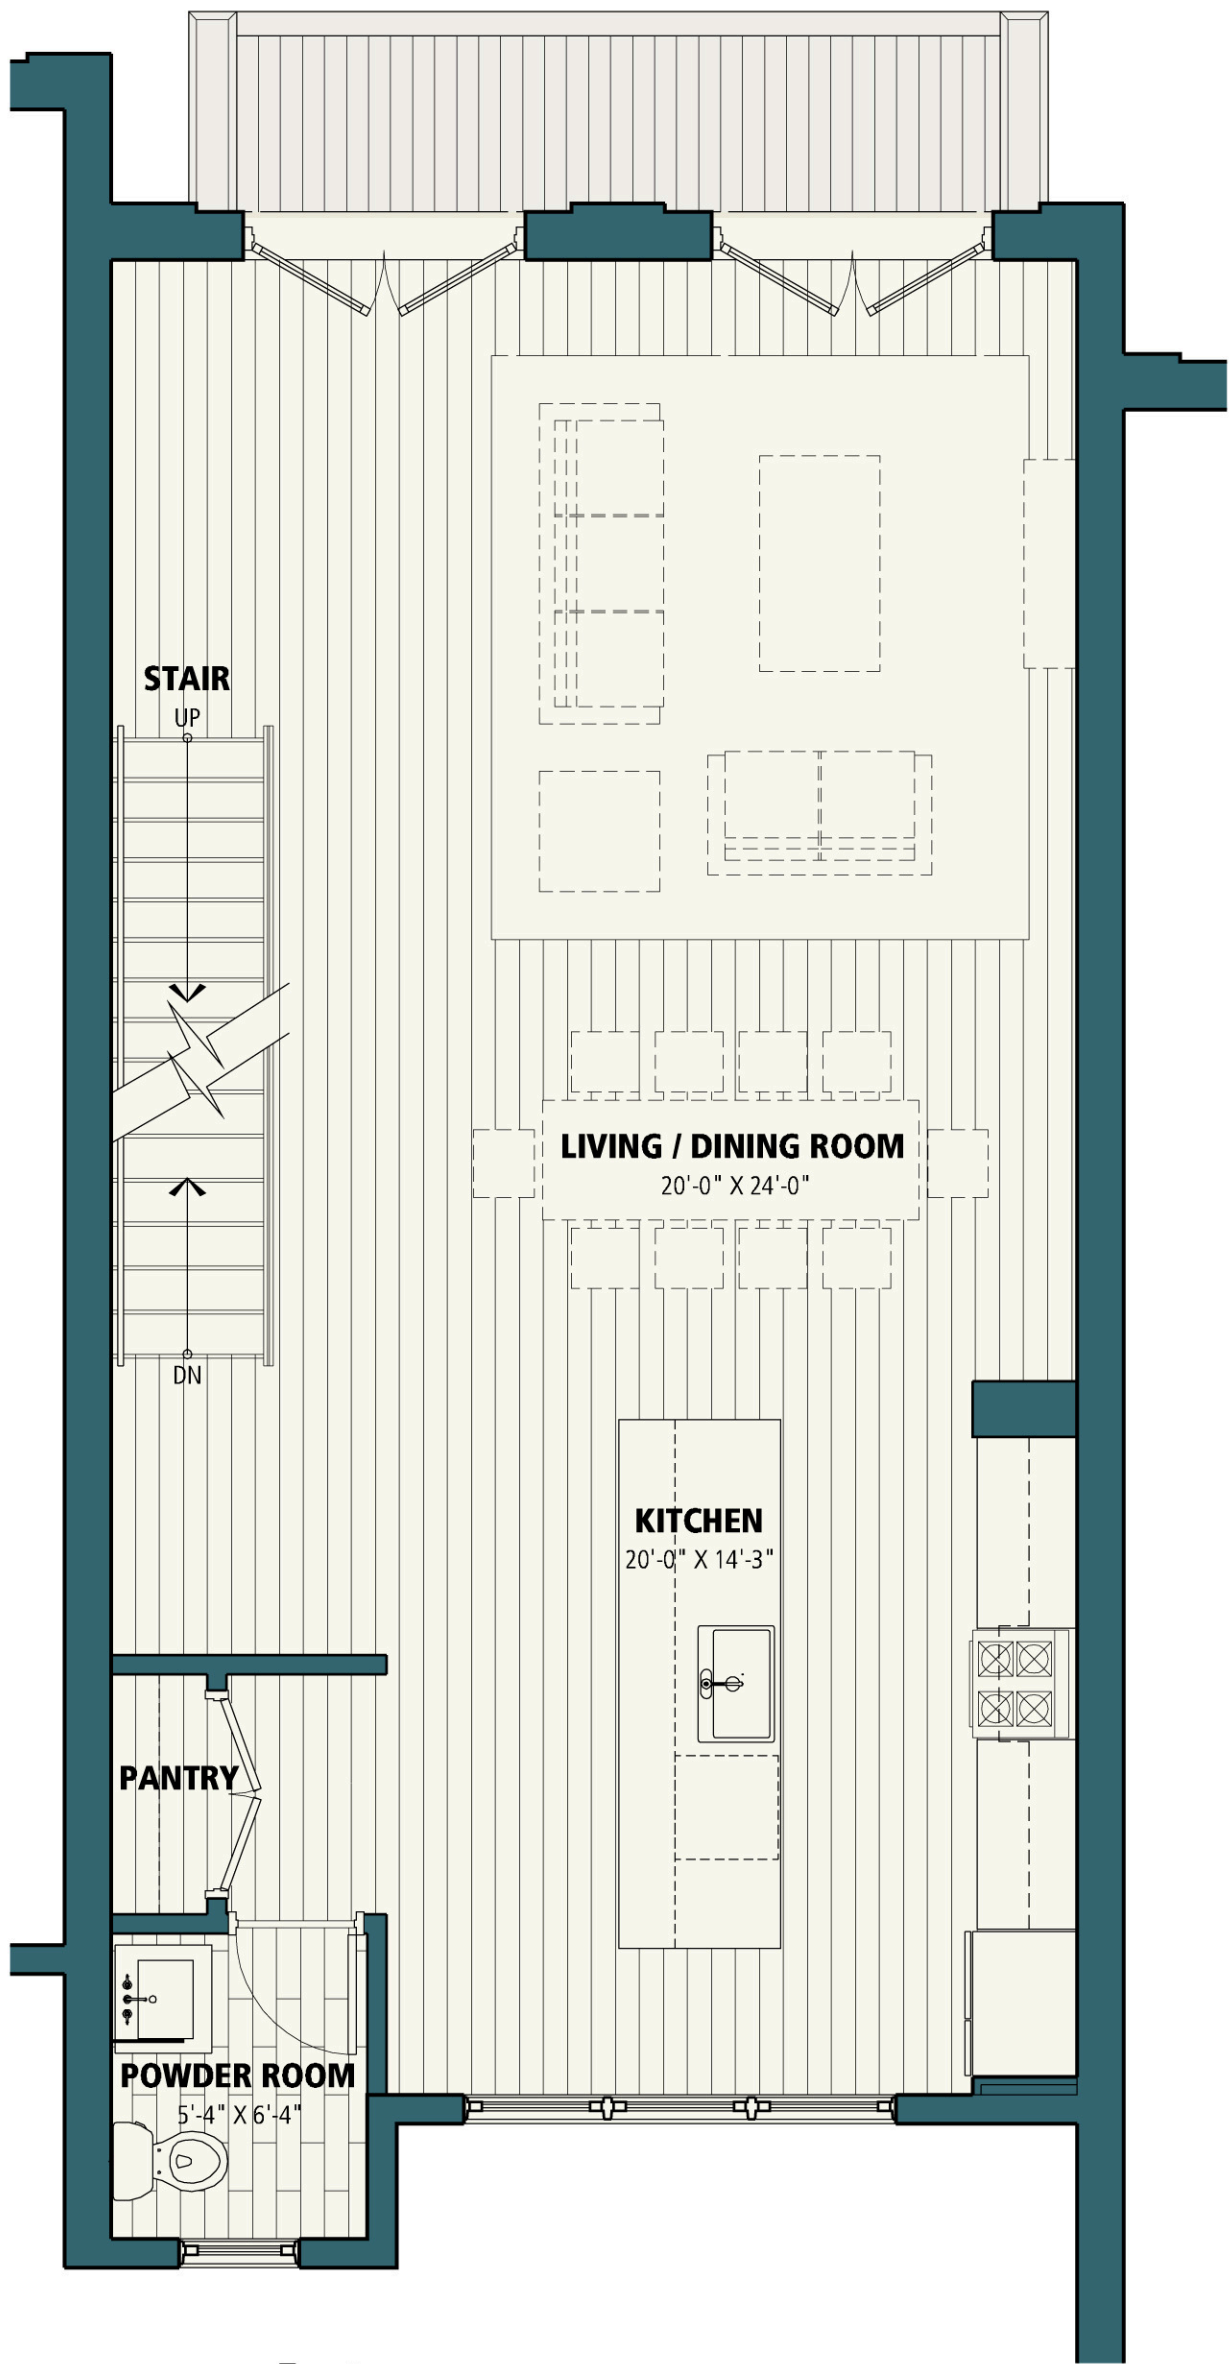 STAIR
UP
LIVING / DINING ROOM
20'-0" X 24'-0"
DN
KITCHEN
20'-0" X 14'-3"
PANTRY
POWDER ROOM
5'-4" X 6'-4"